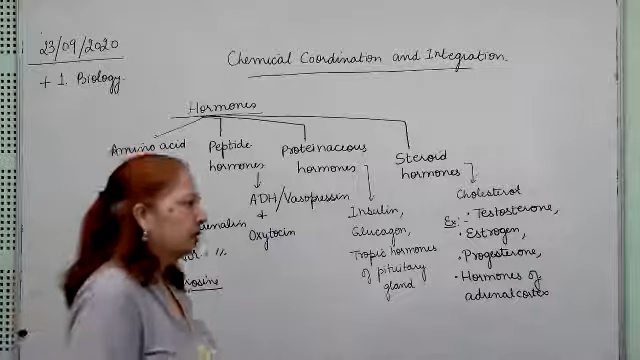 23/09/2020
+ 1. Biology.
Chemical Coordination and Integration.
Hormones
Amino acid
Peptide
hormones
ADH/Vasopressin
&
Oxytocin
Proteinaceous
hormones
Insulin,
Glucagon,
Tropic hormones
of pituitary
gland
Steroid
hormones
Cholesterol
Ex:- • Testosterone,
• Estrogen,
• Progesterone,
• Hormones of
adrenal cortex